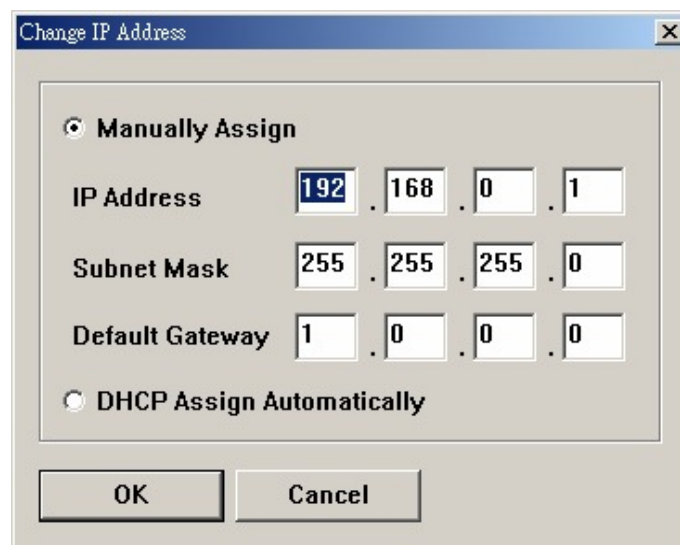 Change IP Address
Manually Assign
IP Address 192 . 168 . 0 . 1
Subnet Mask 255 . 255 . 255 . 0
Default Gateway 1 . 0 . 0 . 0
DHCP Assign Automatically
OK Cancel